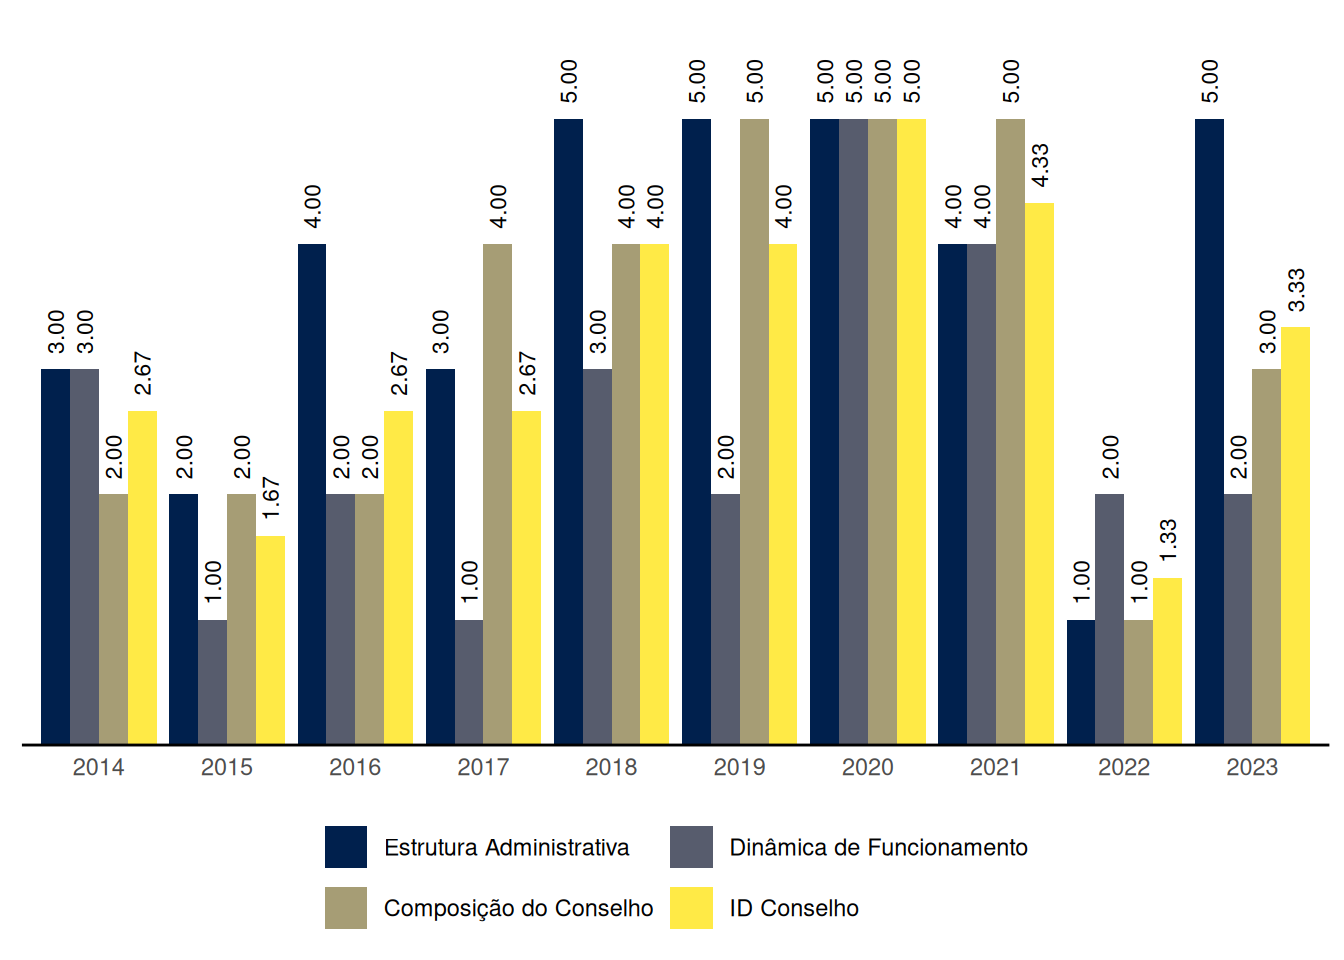 3.00 3.00 2.00 2.67
2.00 1.00 2.00 1.67
4.00 2.00 2.00 2.67
3.00 1.00 4.00 2.67
5.00 3.00 4.00 4.00
5.00 2.00 5.00 4.00
5.00 5.00 5.00 5.00
4.00 4.00 5.00 4.33
1.00 2.00 1.00 1.33
5.00 2.00 3.00 3.33
2014 2015 2016 2017 2018 2019 2020 2021 2022 2023
Estrutura Administrativa Dinâmica de Funcionamento
Composição do Conselho ID Conselho